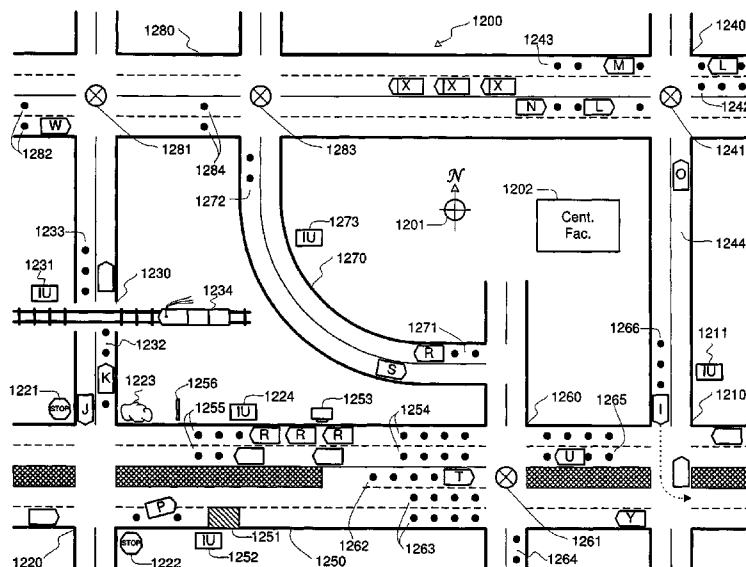 1280
1200
1243
1240
M
L
X
X
X
N
L
1242
W
1282
1281
1284
1283
1241
1272
N
1202
O
1273
1201
Cent.
Fac.
1233
IU
1244
1231
1230
1270
IU
1234
1271
1266
1211
1232
R
IU
S
K
1221
1223
1256
1224
1253
1210
STOP
J
IU
1255
1254
1260
1265
I
R
R
R
U
T
P
Y
1251
1262
1263
1261
1220
STOP
1222
IU
1252
1250
1264